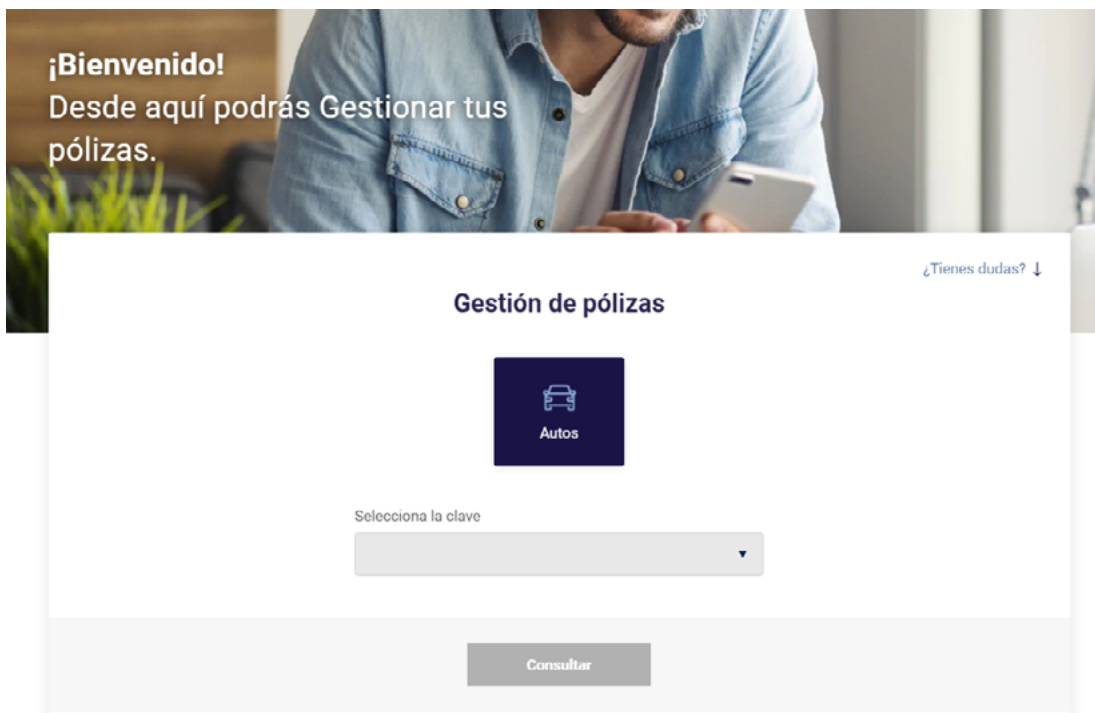 ¡Bienvenido!
Desde aquí podrás Gestionar tus
pólizas.
¿Tienes dudas? ↓
Gestión de pólizas
Autos
Selecciona la clave
Consultar